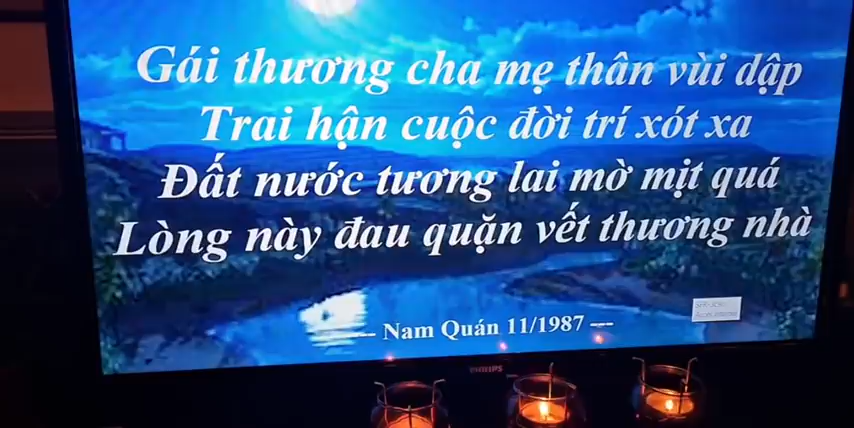 Gái thương cha mẹ thân vùi dập
Trai hận cuộc đời trí xót xa
Đất nước tương lai mờ mịt quá
Lòng này đau quặn vết thương nhà
--- Nam Quán 11/1987 ---
PHILIPS